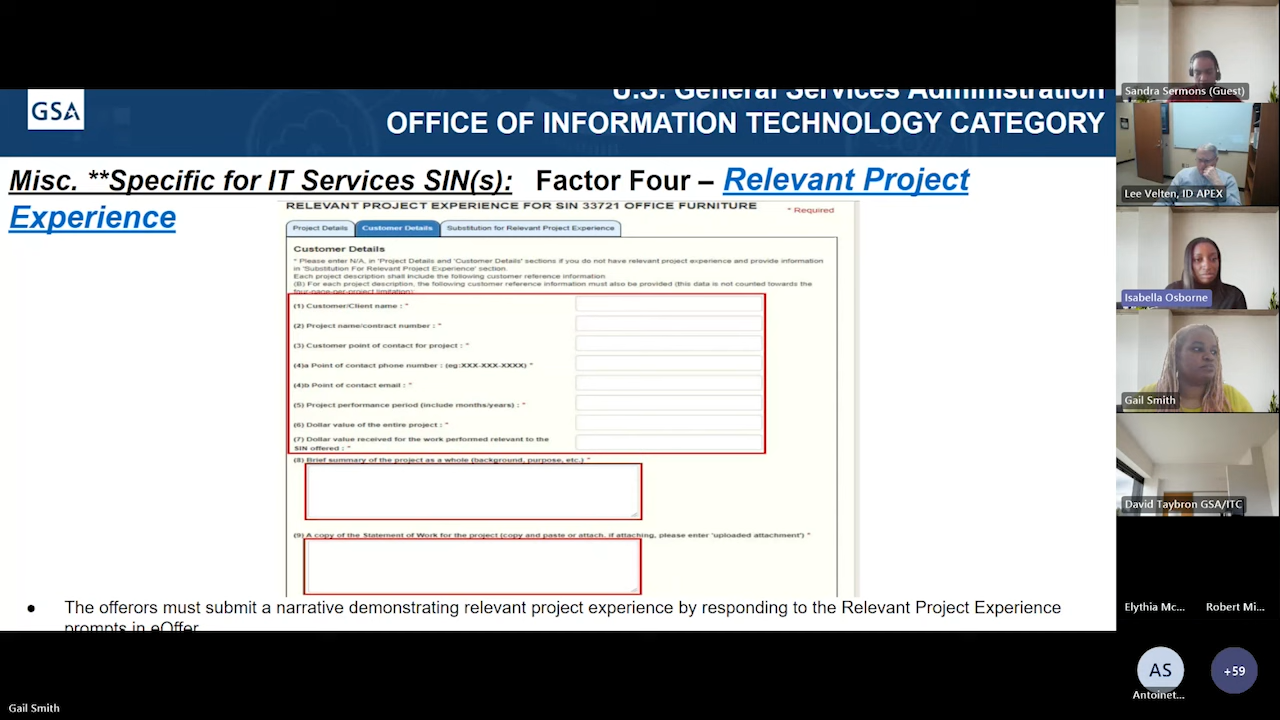 U.S. General Services Administration
GSA
OFFICE OF INFORMATION TECHNOLOGY CATEGORY
Misc. **Specific for IT Services SIN(s): Factor Four – Relevant Project
Experience
RELEVANT PROJECT EXPERIENCE FOR SIN 33721 OFFICE FURNITURE
* Required
Project Details Customer Details Substitution for Relevant Project Experience
Customer Details
* Please enter N/A, in 'Project Details and 'Customer Details' sections if you do not have relevant project experience and provide information
in 'Substitution For Relevant Project Experience' section.
Each project description shall include the following customer reference information
(B) For each project description, the following customer reference information must also be provided (this data is not counted towards the
four-page-per-project limitation):
(1) Customer/Client name : *
(2) Project name/contract number : *
(3) Customer point of contact for project : *
(4)a Point of contact phone number : (eg:XXX-XXX-XXXX) *
(4)b Point of contact email : *
(5) Project performance period (include months/years) : *
(6) Dollar value of the entire project : *
(7) Dollar value received for the work performed relevant to the
SIN offered : *
(8) Brief summary of the project as a whole (background, purpose, etc.) *
(9) A copy of the Statement of Work for the project (copy and paste or attach. if attaching, please enter 'uploaded attachment') *
● The offerors must submit a narrative demonstrating relevant project experience by responding to the Relevant Project Experience
prompts in eOffer
Sandra Sermons (Guest)
Lee Velten, ID APEX
Isabella Osborne
Gail Smith
David Taybron GSA/ITC
Elythia Mc... Robert Mi...
AS +59
Antoinet...
Gail Smith